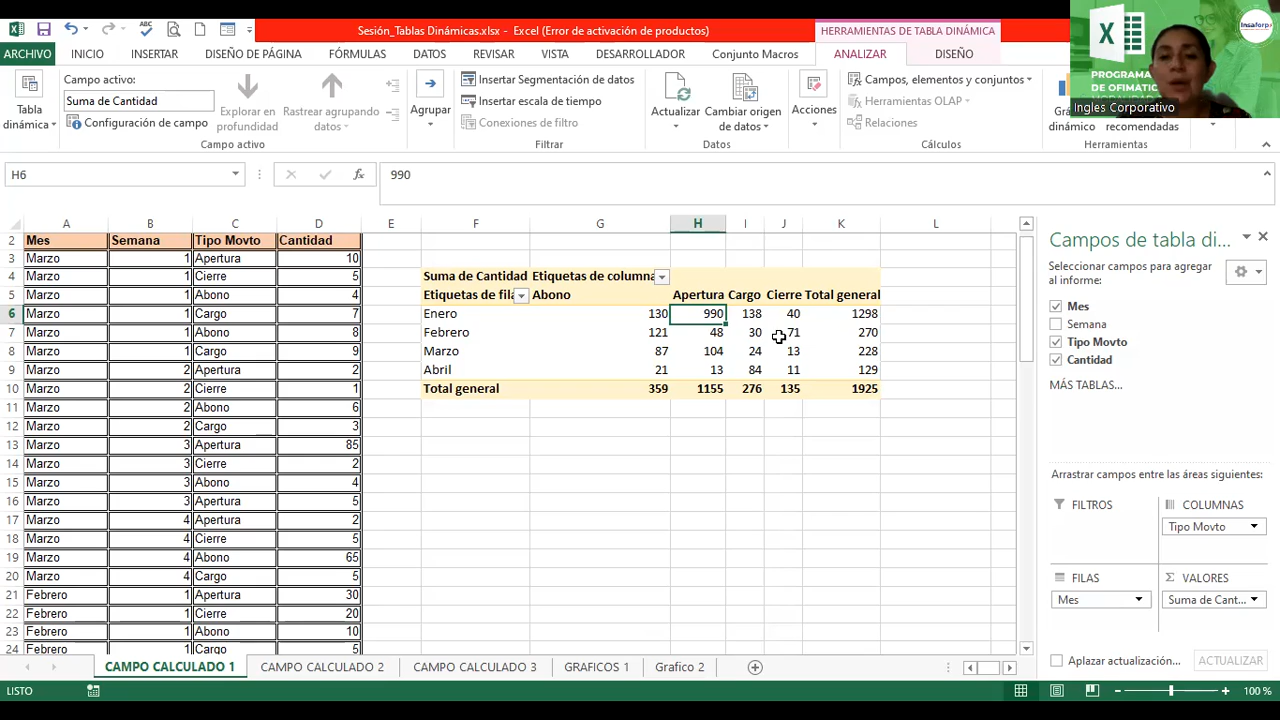 Sesión_Tablas Dinámicas.xlsx - Excel (Error de activación de productos)
HERRAMIENTAS DE TABLA DINÁMICA
ARCHIVO INICIO INSERTAR DISEÑO DE PÁGINA FÓRMULAS DATOS REVISAR VISTA DESARROLLADOR Conjunto Macros ANALIZAR DISEÑO
Insaforp
PROGRAMA
DE OFIMATIC
Ingles Corporativo
Tabla dinámica
Campo activo:
Suma de Cantidad
Configuración de campo
Explorar en profundidad
Rastrear agrupando datos
Campo activo
Agrupar
Insertar Segmentación de datos
Insertar escala de tiempo
Conexiones de filtro
Filtrar
Actualizar
Cambiar origen de datos
Datos
Acciones
Campos, elementos y conjuntos
Herramientas OLAP
Relaciones
Cálculos
Grá
dinámico
recomendadas
Herramientas
H6 fx 990
A B C D E F G H I J K L
2 Mes Semana Tipo Movto Cantidad
3 Marzo 1 Apertura 10
4 Marzo 1 Cierre 5 Suma de Cantidad Etiquetas de columna
5 Marzo 1 Abono 4 Etiquetas de fila Abono Apertura Cargo Cierre Total general
6 Marzo 1 Cargo 7 Enero 130 990 138 40 1298
7 Marzo 1 Abono 8 Febrero 121 48 30 71 270
8 Marzo 1 Cargo 9 Marzo 87 104 24 13 228
9 Marzo 2 Apertura 2 Abril 21 13 84 11 129
10 Marzo 2 Cierre 1 Total general 359 1155 276 135 1925
11 Marzo 2 Abono 6
12 Marzo 2 Cargo 3
13 Marzo 3 Apertura 85
14 Marzo 3 Cierre 2
15 Marzo 3 Abono 4
16 Marzo 3 Apertura 5
17 Marzo 4 Apertura 2
18 Marzo 4 Cierre 5
19 Marzo 4 Abono 65
20 Marzo 4 Cargo 5
21 Febrero 1 Apertura 30
22 Febrero 1 Cierre 20
23 Febrero 1 Abono 10
24 Febrero 1 Cargo 5
Campos de tabla di...
Seleccionar campos para agregar
al informe:
Mes
Semana
Tipo Movto
Cantidad
MÁS TABLAS...
Arrastrar campos entre las áreas siguientes:
FILTROS COLUMNAS
Tipo Movto
FILAS VALORES
Mes Suma de Cant...
Aplazar actualización... ACTUALIZAR
CAMPO CALCULADO 1 CAMPO CALCULADO 2 CAMPO CALCULADO 3 GRAFICOS 1 Grafico 2
LISTO 100 %